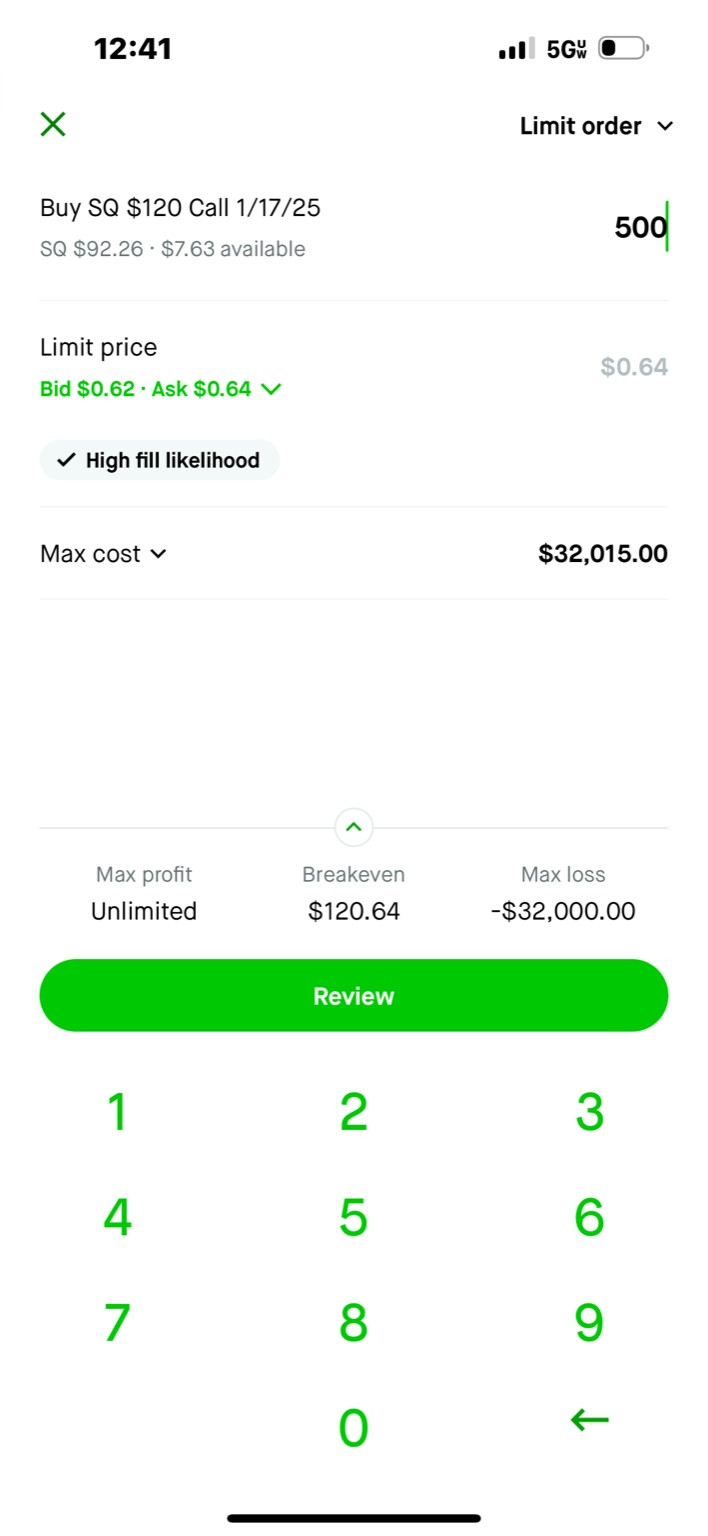 12:41
5G UW
Limit order
Buy SQ $120 Call 1/17/25
500
SQ $92.26 · $7.63 available
Limit price
$0.64
Bid $0.62 · Ask $0.64
High fill likelihood
Max cost
$32,015.00
Max profit
Breakeven
Max loss
Unlimited
$120.64
-$32,000.00
Review
1 2 3
4 5 6
7 8 9
0